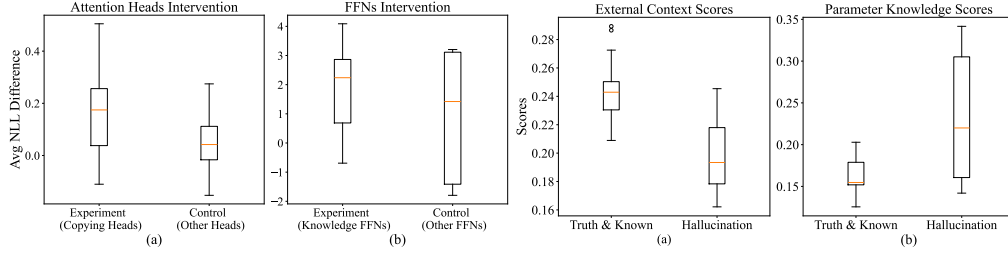 Attention Heads Intervention
Avg NLL Difference
0.4
0.2
0.0
Experiment
(Copying Heads)
Control
(Other Heads)
(a)
FFNs Intervention
4
3
2
1
0
−1
−2
Experiment
(Knowledge FFNs)
Control
(Other FFNs)
(b)
External Context Scores
Scores
0.28
0.26
0.24
0.22
0.20
0.18
0.16
Truth & Known
Hallucination
(a)
Parameter Knowledge Scores
0.35
0.30
0.25
0.20
0.15
Truth & Known
Hallucination
(b)